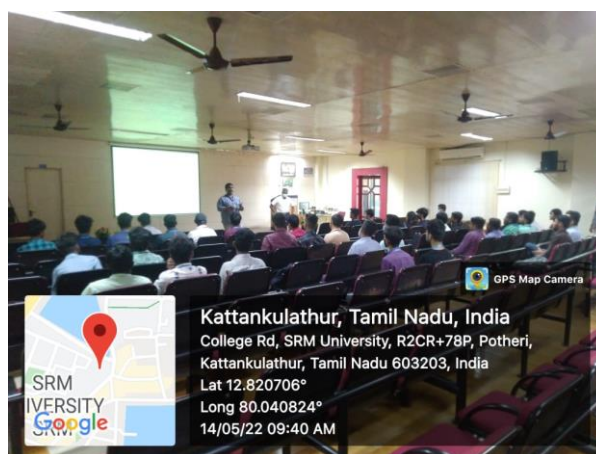 GPS Map Camera
Kattankulathur, Tamil Nadu, India
College Rd, SRM University, R2CR+78P, Potheri,
Kattankulathur, Tamil Nadu 603203, India
Lat 12.820706°
Long 80.040824°
14/05/22 09:40 AM
SRM
IVERSITY
Google
SRM